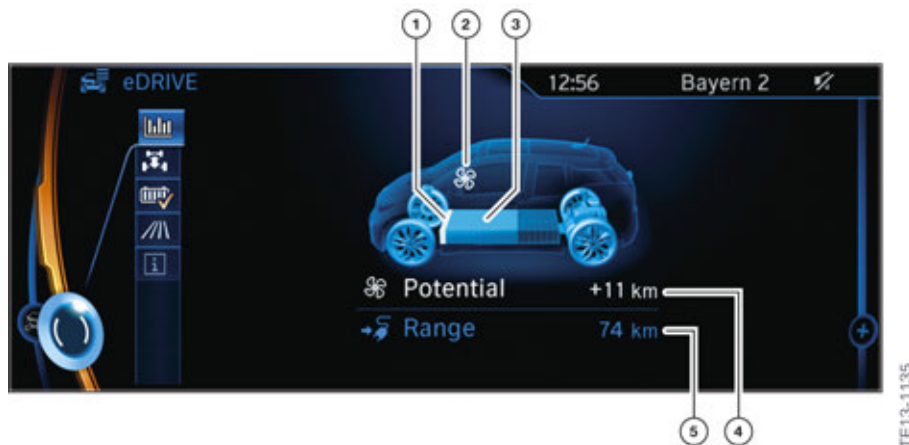 1 2 3
eDRIVE 12:56 Bayern 2
i
Potential +11 km
Range 74 km
5 4
TE13-1135